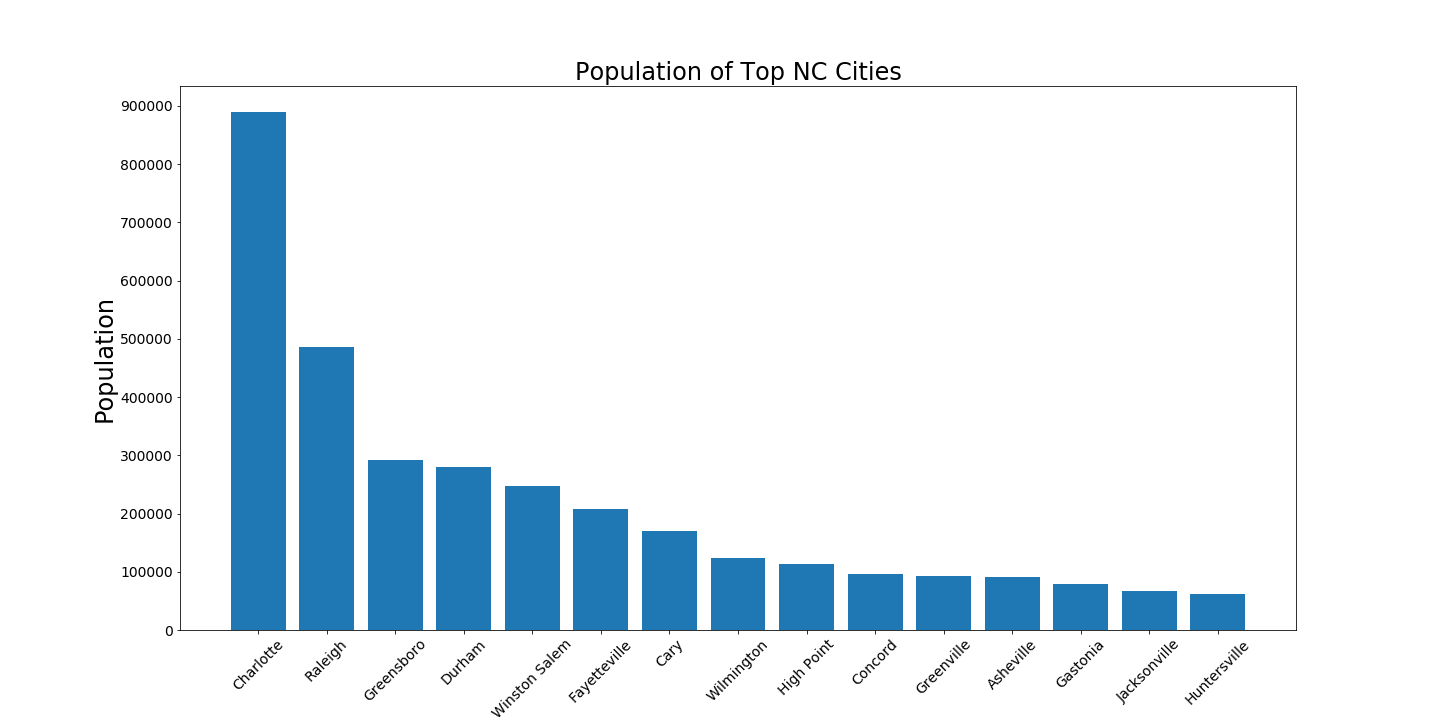 Population of Top NC Cities
Population
900000
800000
700000
600000
500000
400000
300000
200000
100000
0
Charlotte
Raleigh
Greensboro
Durham
Winston Salem
Fayetteville
Cary
Wilmington
High Point
Concord
Greenville
Asheville
Gastonia
Jacksonville
Huntersville